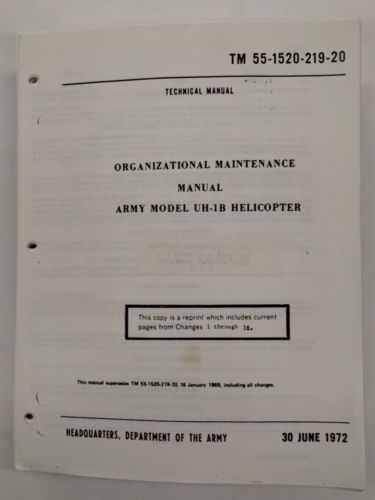 TM 55-1520-219-20
TECHNICAL MANUAL
ORGANIZATIONAL MAINTENANCE
MANUAL
ARMY MODEL UH-1B HELICOPTER
This copy is a reprint which includes current
pages from Changes 1 through 18.
This manual supersedes TM 55-1520-219-20, 10 January 1969, including all changes.
HEADQUARTERS, DEPARTMENT OF THE ARMY
30 JUNE 1972